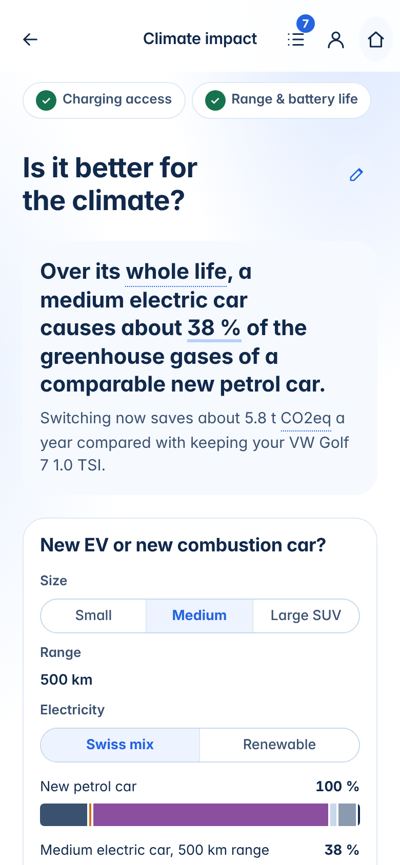 Climate impact
7
Charging access
Range & battery life
Is it better for
the climate?
Over its whole life, a
medium electric car
causes about 38 % of the
greenhouse gases of a
comparable new petrol car.
Switching now saves about 5.8 t CO2eq a
year compared with keeping your VW Golf
7 1.0 TSI.
New EV or new combustion car?
Size
Small
Medium
Large SUV
Range
500 km
Electricity
Swiss mix
Renewable
New petrol car
100 %
Medium electric car, 500 km range
38 %